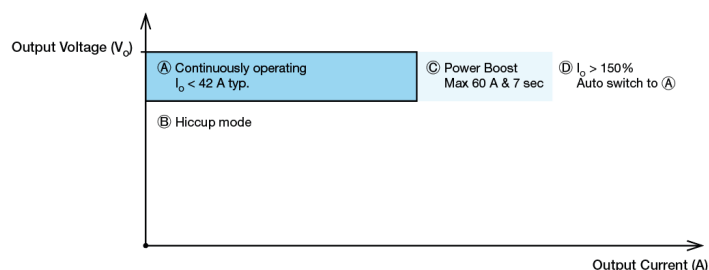 Output Voltage (Vₒ)
Ⓐ Continuously operating
Iₒ < 42 A typ.
Ⓒ Power Boost
Max 60 A & 7 sec
Ⓓ Iₒ > 150%
Auto switch to Ⓐ
Ⓑ Hiccup mode
Output Current (A)